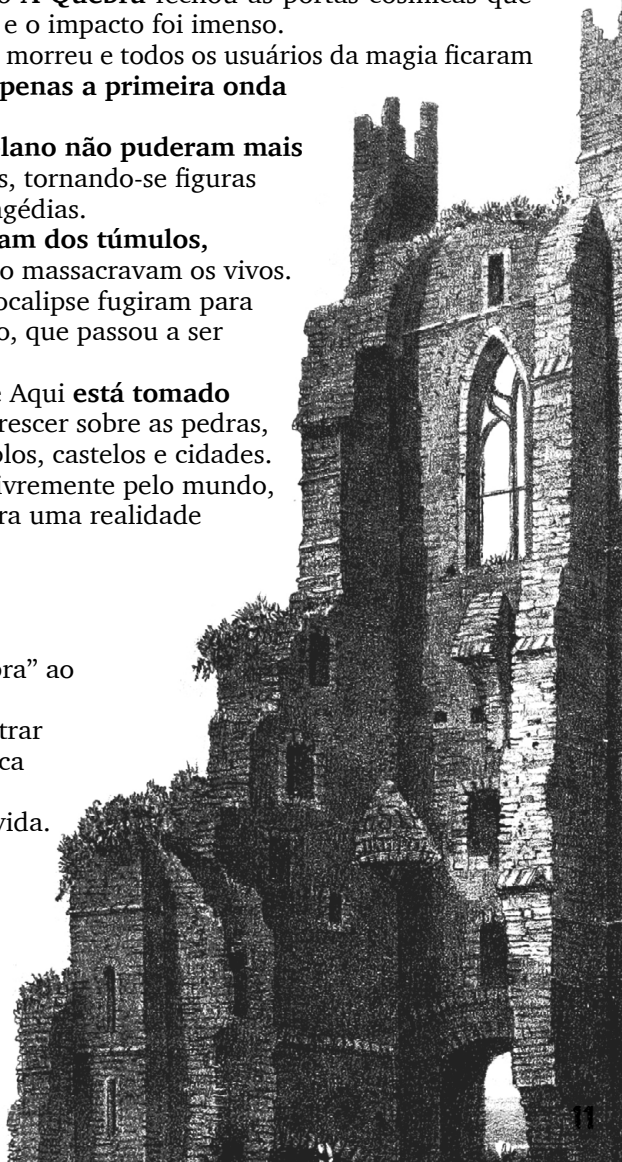 A Quebra fechou as portas cósmicas que
e o impacto foi imenso.
morreu e todos os usuários da magia ficaram
penas a primeira onda
lano não puderam mais
s, tornando-se figuras
gédias.
am dos túmulos,
o massacravam os vivos.
ocalipse fugiram para
o, que passou a ser
e Aqui está tomado
rescer sobre as pedras,
olos, castelos e cidades.
ivremente pelo mundo,
ra uma realidade
ora” ao
trar
ca
vida.
11